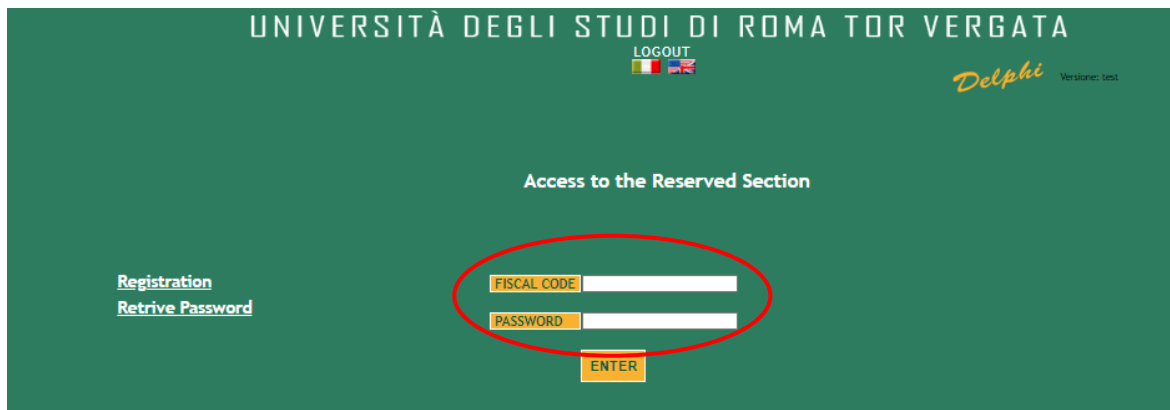 UNIVERSITÀ DEGLI STUDI DI ROMA TOR VERGATA
LOGOUT
Delphi Versione: test
Access to the Reserved Section
Registration
Retrive Password
FISCAL CODE
PASSWORD
ENTER